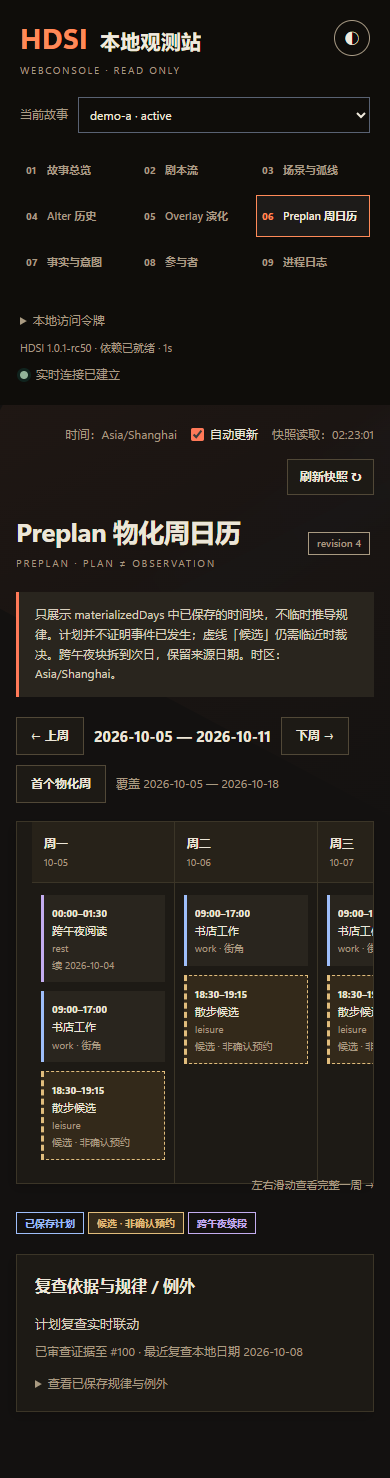 HDSI 本地观测站
WEBCONSOLE · READ ONLY
当前故事 demo-a · active
01 故事总览 02 剧本流 03 场景与弧线
04 Alter 历史 05 Overlay 演化 06 Preplan 周日历
07 事实与意图 08 参与者 09 进程日志
▶ 本地访问令牌
HDSI 1.0.1-rc50 · 依赖已就绪 · 1s
实时连接已建立
时间：Asia/Shanghai 自动更新 快照读取：02:23:01
刷新快照 ↻
Preplan 物化周日历
PREPLAN · PLAN ≠ OBSERVATION
revision 4
只展示 materializedDays 中已保存的时间块，不临时推导规
律。计划并不证明事件已发生；虚线「候选」仍需临近时裁
决。跨午夜块拆到次日，保留来源日期。时区：
Asia/Shanghai。
← 上周 2026-10-05 — 2026-10-11 下周 →
首个物化周 覆盖 2026-10-05 — 2026-10-18
周一
10-05
00:00–01:30
跨午夜阅读
rest
续 2026-10-04
09:00–17:00
书店工作
work · 街角
18:30–19:15
散步候选
leisure
候选 · 非确认预约
周二
10-06
09:00–17:00
书店工作
work · 街角
18:30–19:15
散步候选
leisure
候选 · 非确认预约
周三
10-07
09:00–1
书店工
work · 街
18:30–19
散步候
leisure
候选 · 非
左右滑动查看完整一周 →
已保存计划 候选 · 非确认预约 跨午夜续段
复查依据与规律 / 例外
计划复查实时联动
已审查证据至 #100 · 最近复查本地日期 2026-10-08
▶ 查看已保存规律与例外